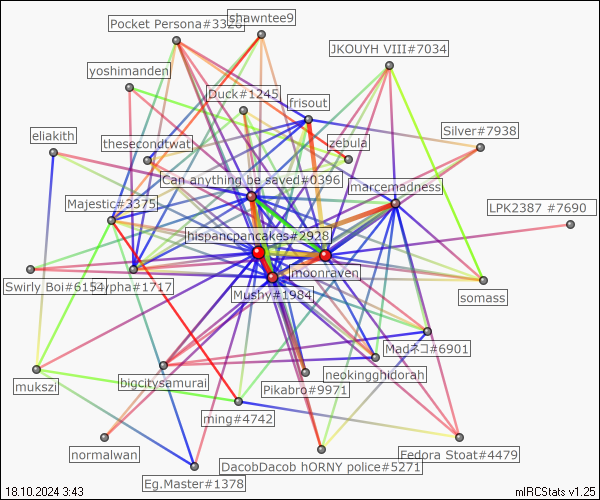 shawntee9
Pocket Persona#3326
JKOUYH VIII#7034
yoshimanden
Duck#1245
frisout
Silver#7938
eliakith
thesecondtwat
zebula
Can anything be saved#0396
marcemadness
Majestic#3375
LPK2387 #7690
hispancpancakes#2928
moonraven
Swirly Boi#6154
rpha#1717
Mushy#1984
somass
Madネコ#6901
mukszi
bigcitysamurai
neokingghidorah
Pikabro#9971
ming#4742
normalwan
Fedora Stoat#4479
DacobDacob hORNY police#5271
Eg.Master#1378
18.10.2024 3:43
mIRCStats v1.25